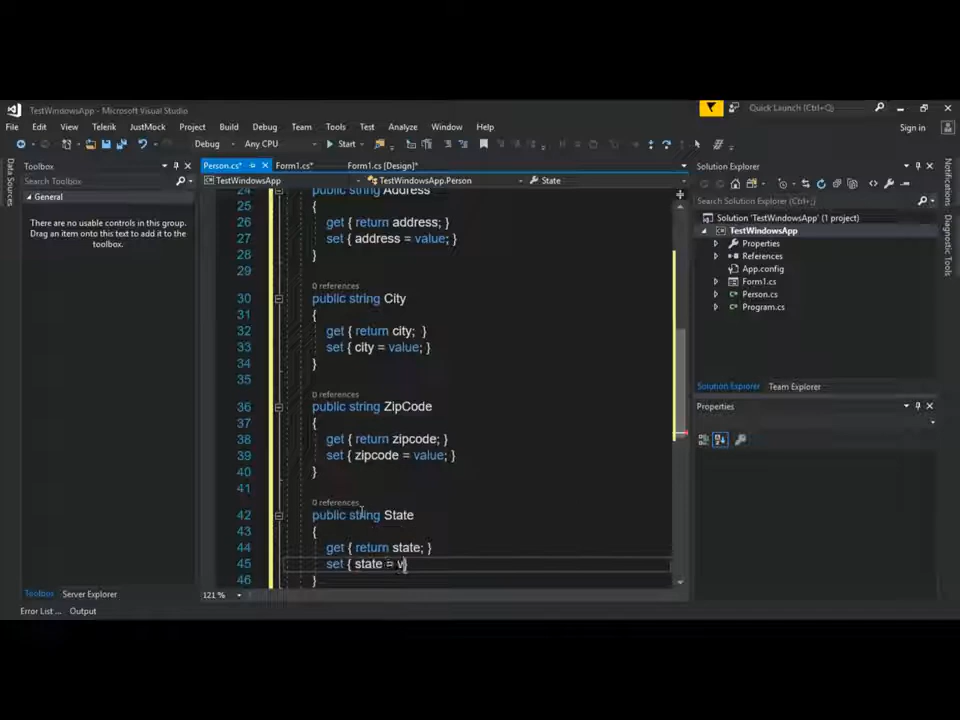 TestWindowsApp - Microsoft Visual Studio
Quick Launch (Ctrl+Q)
File Edit View Telerik JustMock Project Build Debug Team Tools Test Analyze Window Help
Sign in
Debug Any CPU Start
Data Sources
Toolbox
Search Toolbox
General
There are no usable controls in this group.
Drag an item onto this text to add it to the
toolbox.
Toolbox Server Explorer
Error List ... Output
Person.cs* Form1.cs* Form1.cs [Design]*
TestWindowsApp TestWindowsApp.Person State
24 public string Address
25 {
26 get { return address; }
27 set { address = value; }
28 }
29
0 references
30 public string City
31 {
32 get { return city;  }
33 set { city = value; }
34 }
35
0 references
36 public string ZipCode
37 {
38 get { return zipcode; }
39 set { zipcode = value; }
40 }
41
0 references
42 public string State
43 {
44 get { return state; }
45 set { state = v}
46 }
121 %
Solution Explorer
Search Solution Explorer (Ctrl+;)
Solution 'TestWindowsApp' (1 project)
TestWindowsApp
Properties
References
App.config
Form1.cs
Person.cs
Program.cs
Solution Explorer Team Explorer
Properties
Notifications
Diagnostic Tools